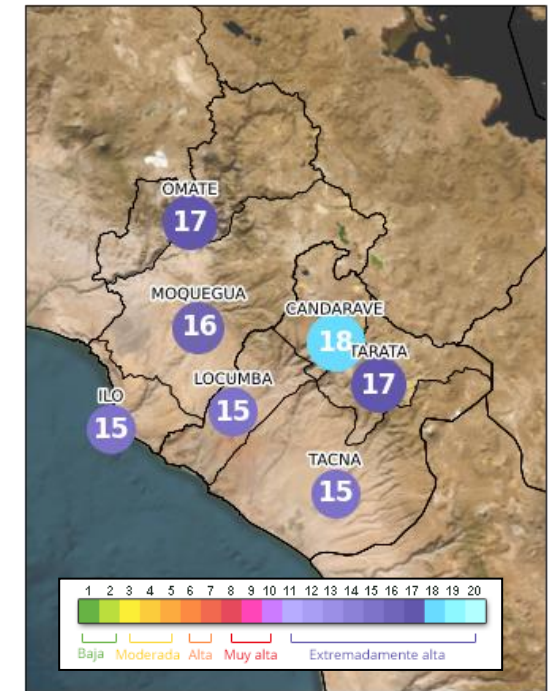 OMATE
17
MOQUEGUA
16
CANDARAVE
18
TARATA
17
LOCUMBA
15
ILO
15
TACNA
15
1 2 3 4 5 6 7 8 9 10 11 12 13 14 15 16 17 18 19 20
Baja Moderada Alta Muy alta Extremadamente alta